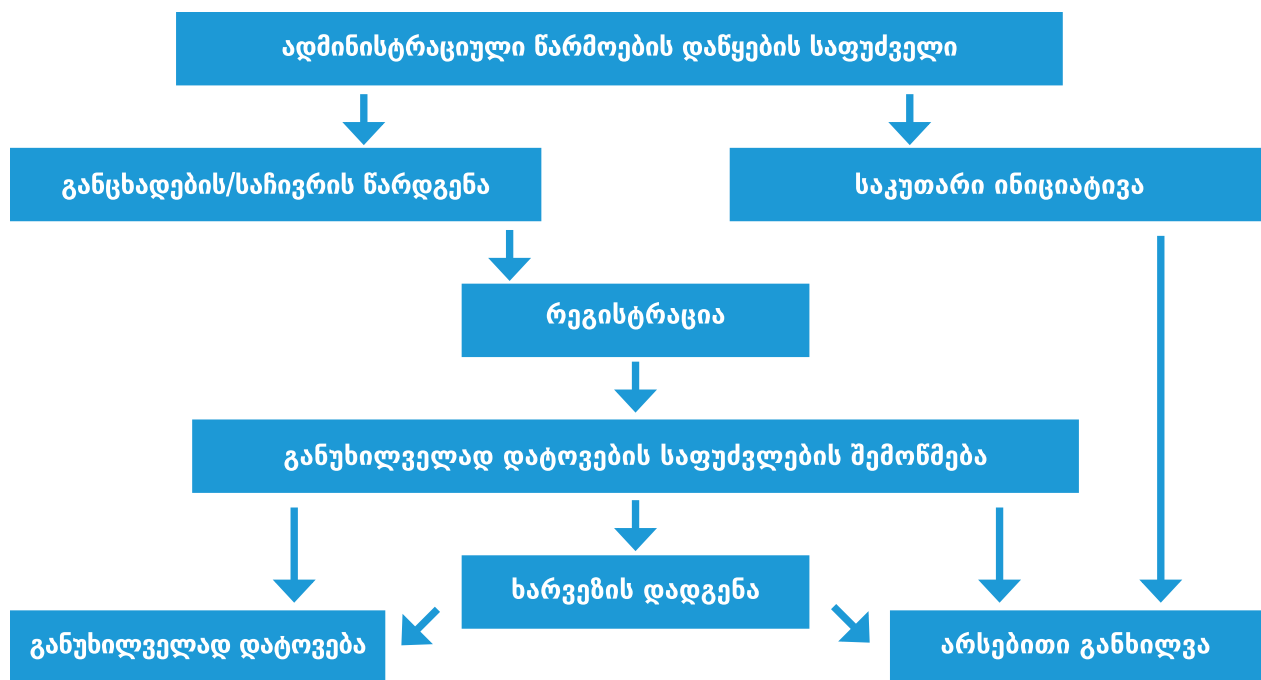 ადმინისტრაციული წარმოების დაწყების საფუძველი
განცხადების/საჩივრის წარდგენა
საკუთარი ინიციატივა
რეგისტრაცია
განუხილველად დატოვების საფუძვლების შემოწმება
ხარვეზის დადგენა
განუხილველად დატოვება
არსებითი განხილვა